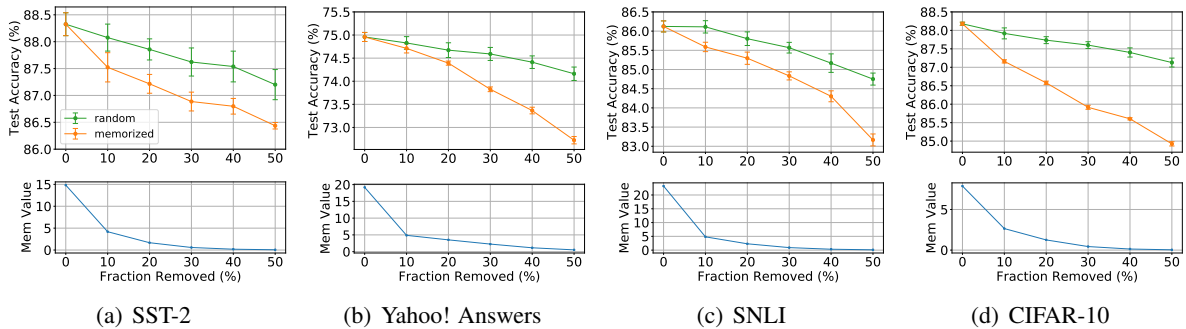 Test Accuracy (%)
88.5
88.0
87.5
87.0
86.5
86.0
random
memorized
0 10 20 30 40 50
Mem Value
15
10
5
0
0 10 20 30 40 50
Fraction Removed (%)
(a) SST-2
Test Accuracy (%)
75.5
75.0
74.5
74.0
73.5
73.0
0 10 20 30 40 50
Mem Value
20
15
10
5
0
0 10 20 30 40 50
Fraction Removed (%)
(b) Yahoo! Answers
Test Accuracy (%)
86.5
86.0
85.5
85.0
84.5
84.0
83.5
83.0
0 10 20 30 40 50
Mem Value
20
15
10
5
0
0 10 20 30 40 50
Fraction Removed (%)
(c) SNLI
Test Accuracy (%)
88.5
88.0
87.5
87.0
86.5
86.0
85.5
85.0
0 10 20 30 40 50
Mem Value
5
0
0 10 20 30 40 50
Fraction Removed (%)
(d) CIFAR-10